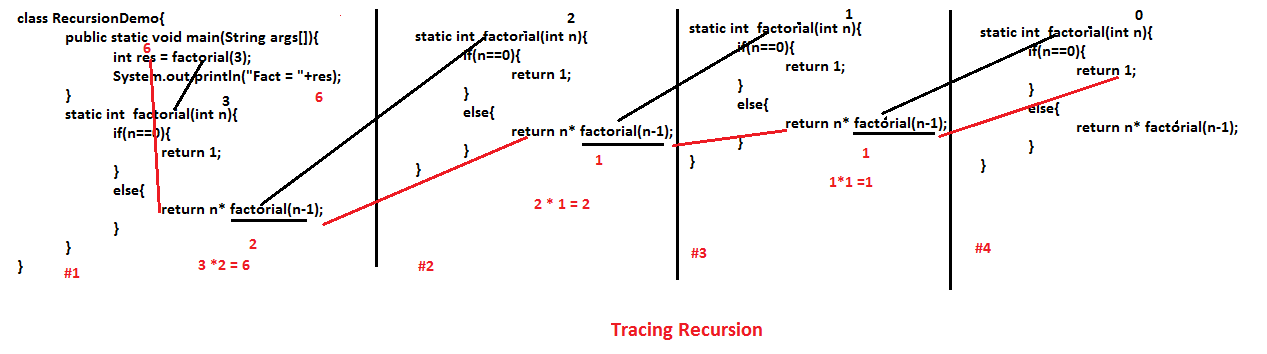 class RecursionDemo{
public static void main(String args[]){
6
int res = factorial(3);
System.out.println("Fact = "+res);
6
}
3
static int factorial(int n){
if(n==0){
return 1;
}
else{
return n* factorial(n-1);
2
}
3 *2 = 6
}
}
#1
2
static int factorial(int n){
if(n==0){
return 1;
}
else{
return n* factorial(n-1);
1
}
}
2 * 1 = 2
#2
1
static int factorial(int n){
if(n==0){
return 1;
}
else{
return n* factorial(n-1);
1
}
}
1*1 =1
#3
0
static int factorial(int n){
if(n==0){
return 1;
}
else{
return n* factorial(n-1);
}
}
#4
Tracing Recursion